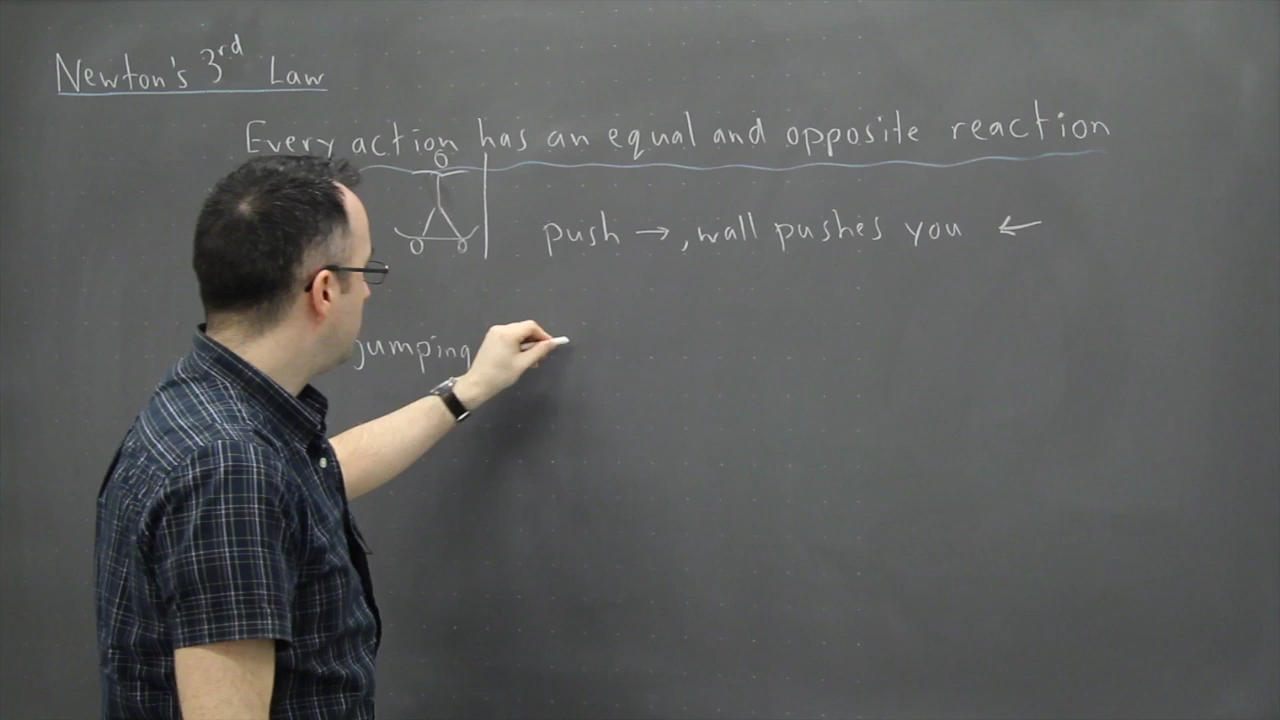 Newton's 3rd Law
Every action has an equal and opposite reaction
push →, wall pushes you ←
jumping